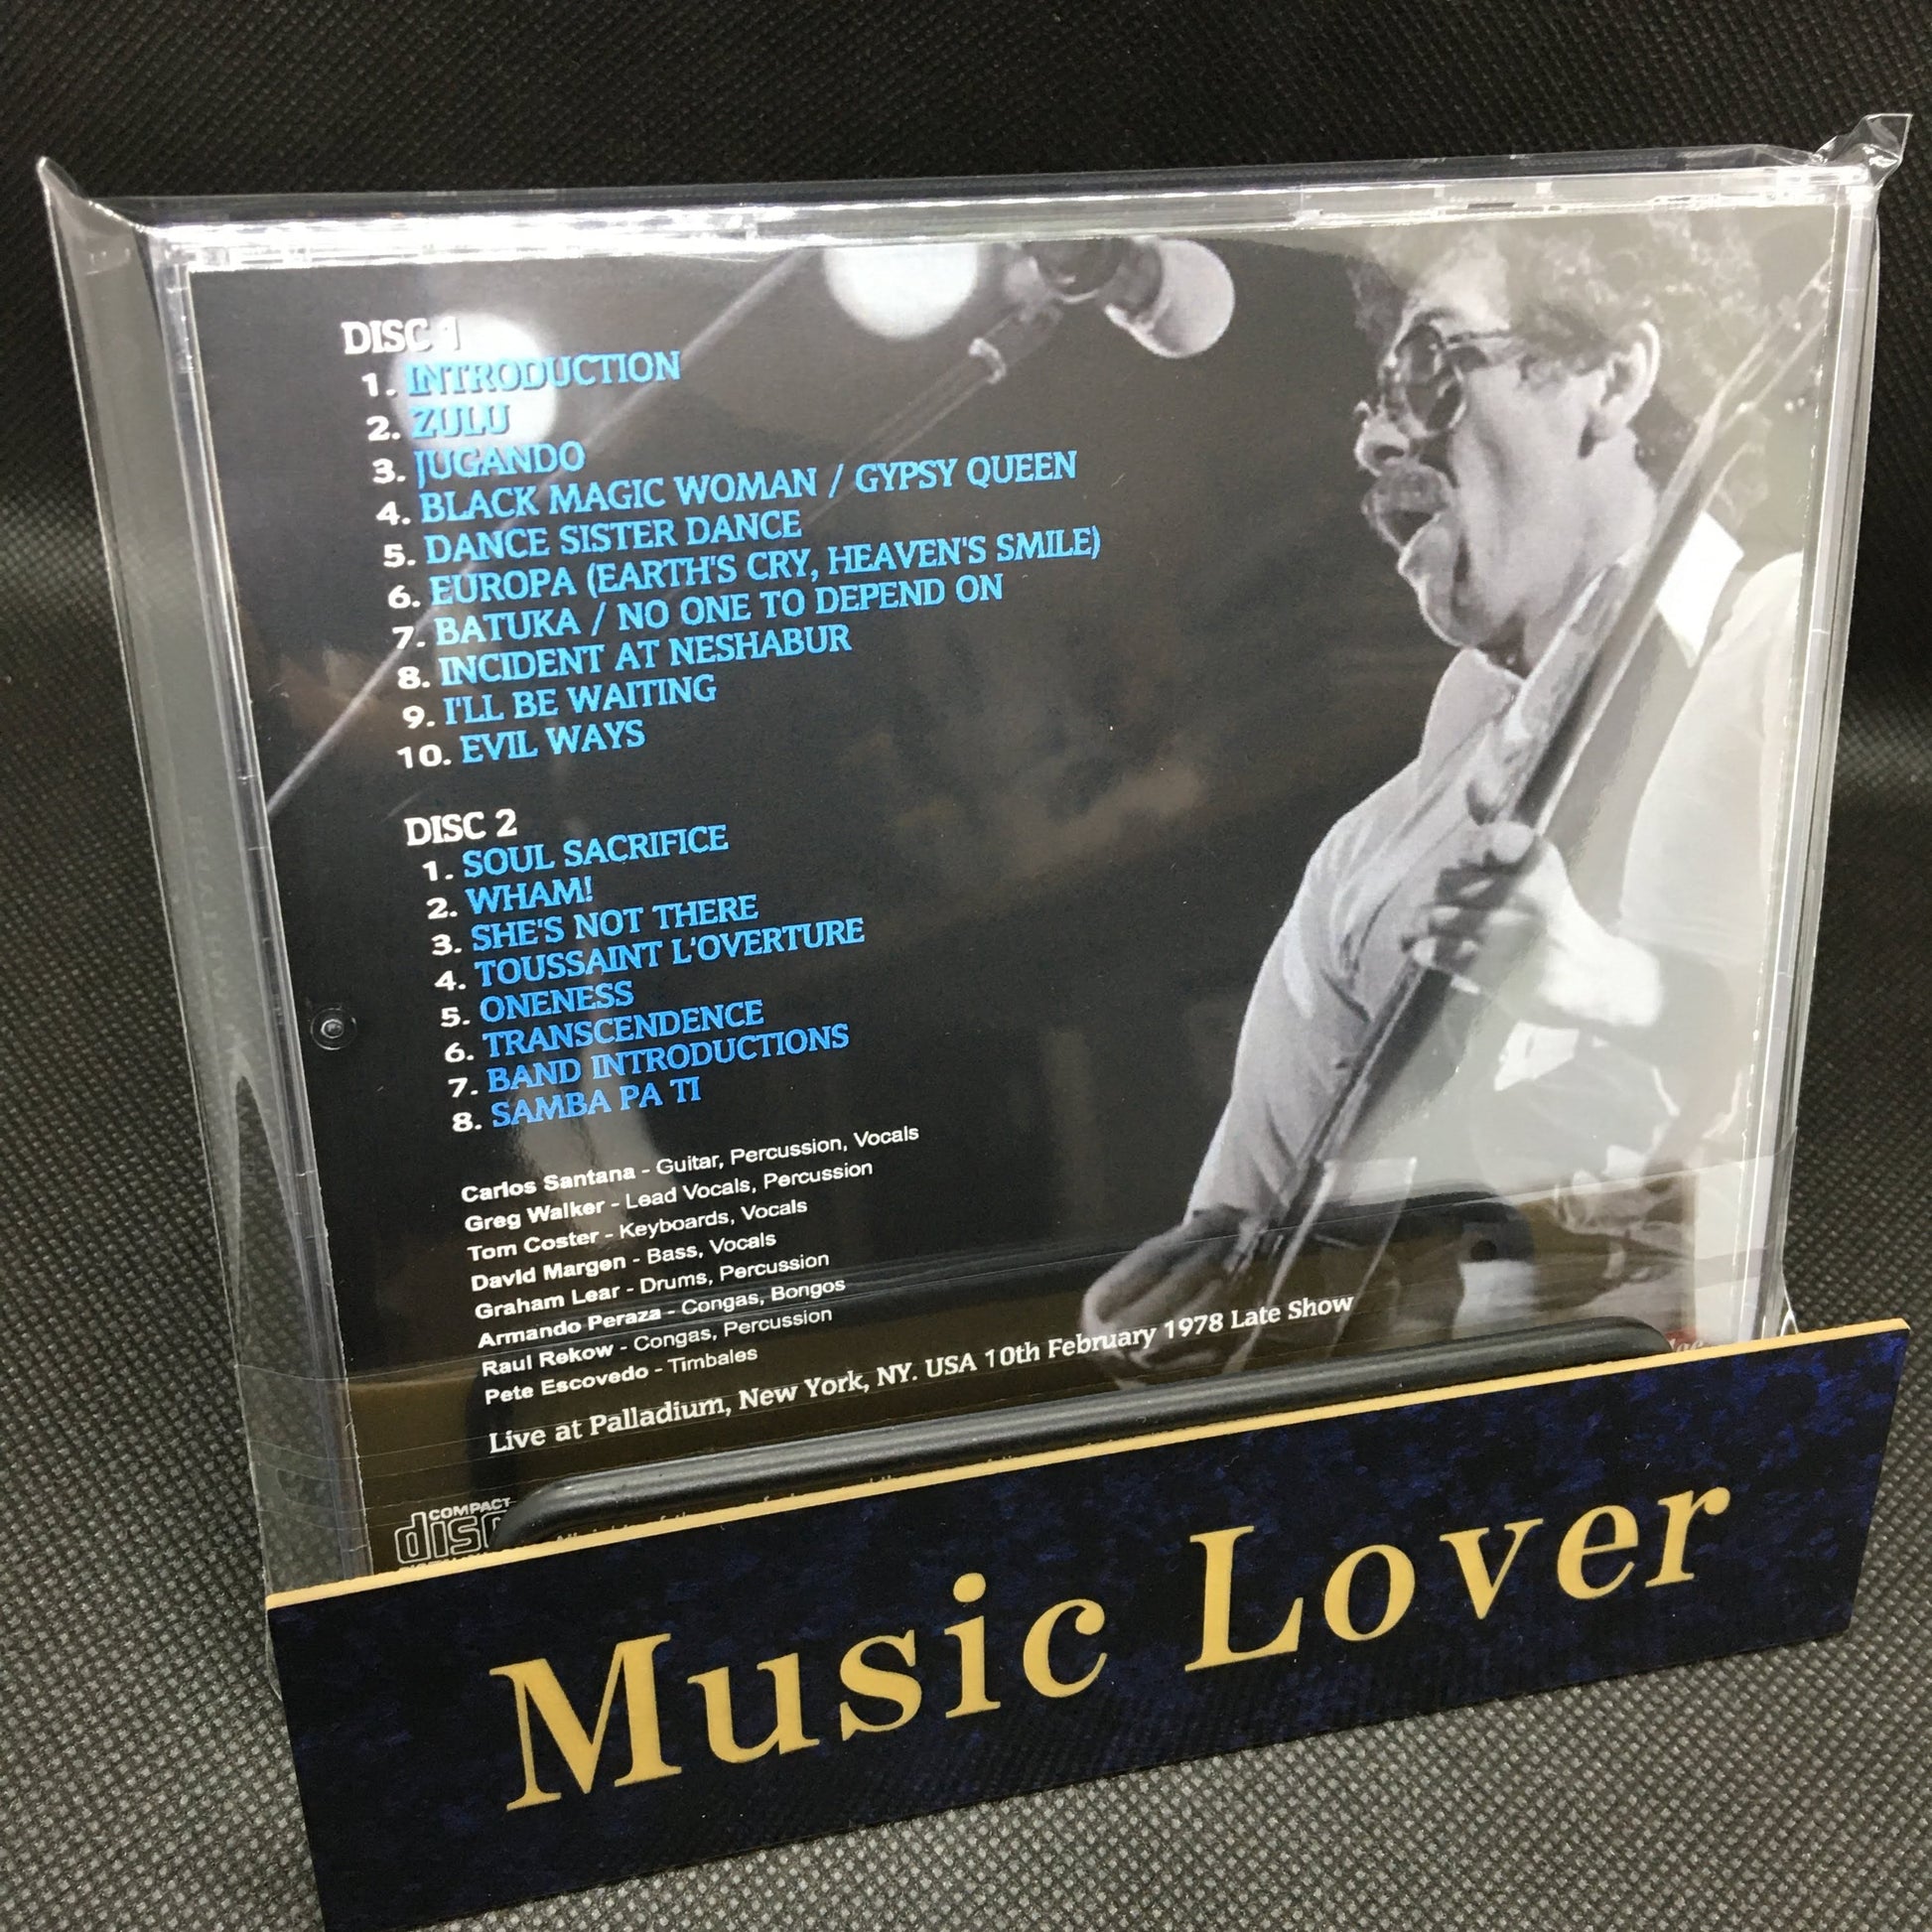 DISC 1
1. INTRODUCTION
2. ZULU
3. JUGANDO
4. BLACK MAGIC WOMAN / GYPSY QUEEN
5. DANCE SISTER DANCE
6. EUROPA (EARTH'S CRY, HEAVEN'S SMILE)
7. BATUKA / NO ONE TO DEPEND ON
8. INCIDENT AT NESHABUR
9. I'LL BE WAITING
10. EVIL WAYS
DISC 2
1. SOUL SACRIFICE
2. WHAM!
3. SHE'S NOT THERE
4. TOUSSAINT L'OVERTURE
5. ONENESS
6. TRANSCENDENCE
7. BAND INTRODUCTIONS
8. SAMBA PA TI
Carlos Santana - Guitar, Percussion, Vocals
Greg Walker - Lead Vocals, Percussion
Tom Coster - Keyboards, Vocals
David Margen - Bass, Vocals
Graham Lear - Drums, Percussion
Armando Peraza - Congas, Bongos
Raul Rekow - Congas, Percussion
Pete Escovedo - Timbales
Live at Palladium, New York, NY. USA 10th February 1978 Late Show
COMPACT
disc
Music Lover